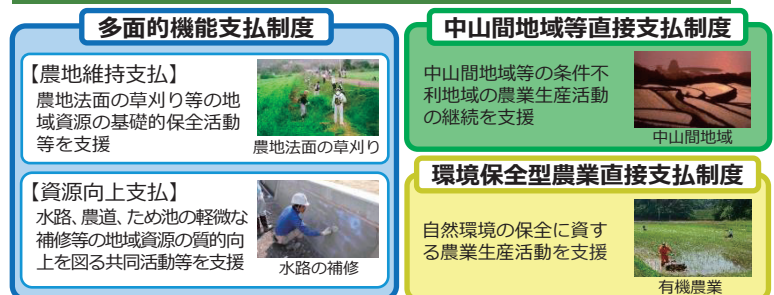 多面的機能支払制度
【農地維持支払】
農地法面の草刈り等の地
域資源の基礎的保全活動
等を支援
農地法面の草刈り
【資源向上支払】
水路、農道、ため池の軽微な
補修等の地域資源の質的向
上を図る共同活動等を支援
水路の補修
中山間地域等直接支払制度
中山間地域等の条件不
利地域の農業生産活動
の継続を支援
中山間地域
環境保全型農業直接支払制度
自然環境の保全に資す
る農業生産活動を支援
有機農業